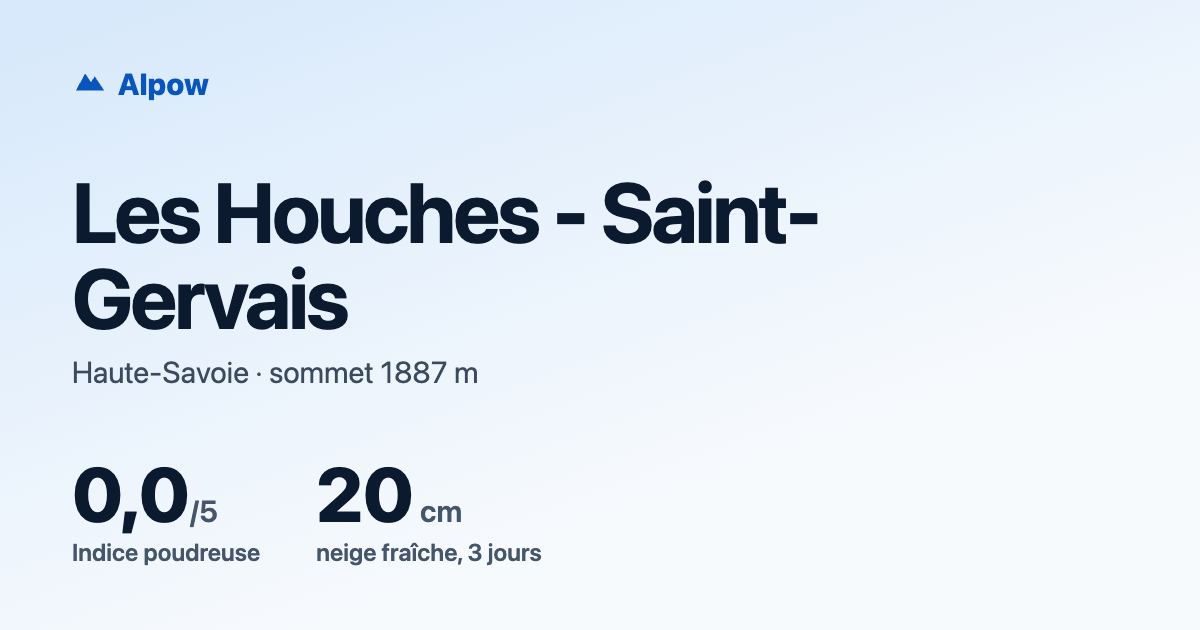 Alpow
Les Houches - Saint-
Gervais
Haute-Savoie · sommet 1887 m
0,0/5
20 cm
Indice poudreuse
neige fraîche, 3 jours